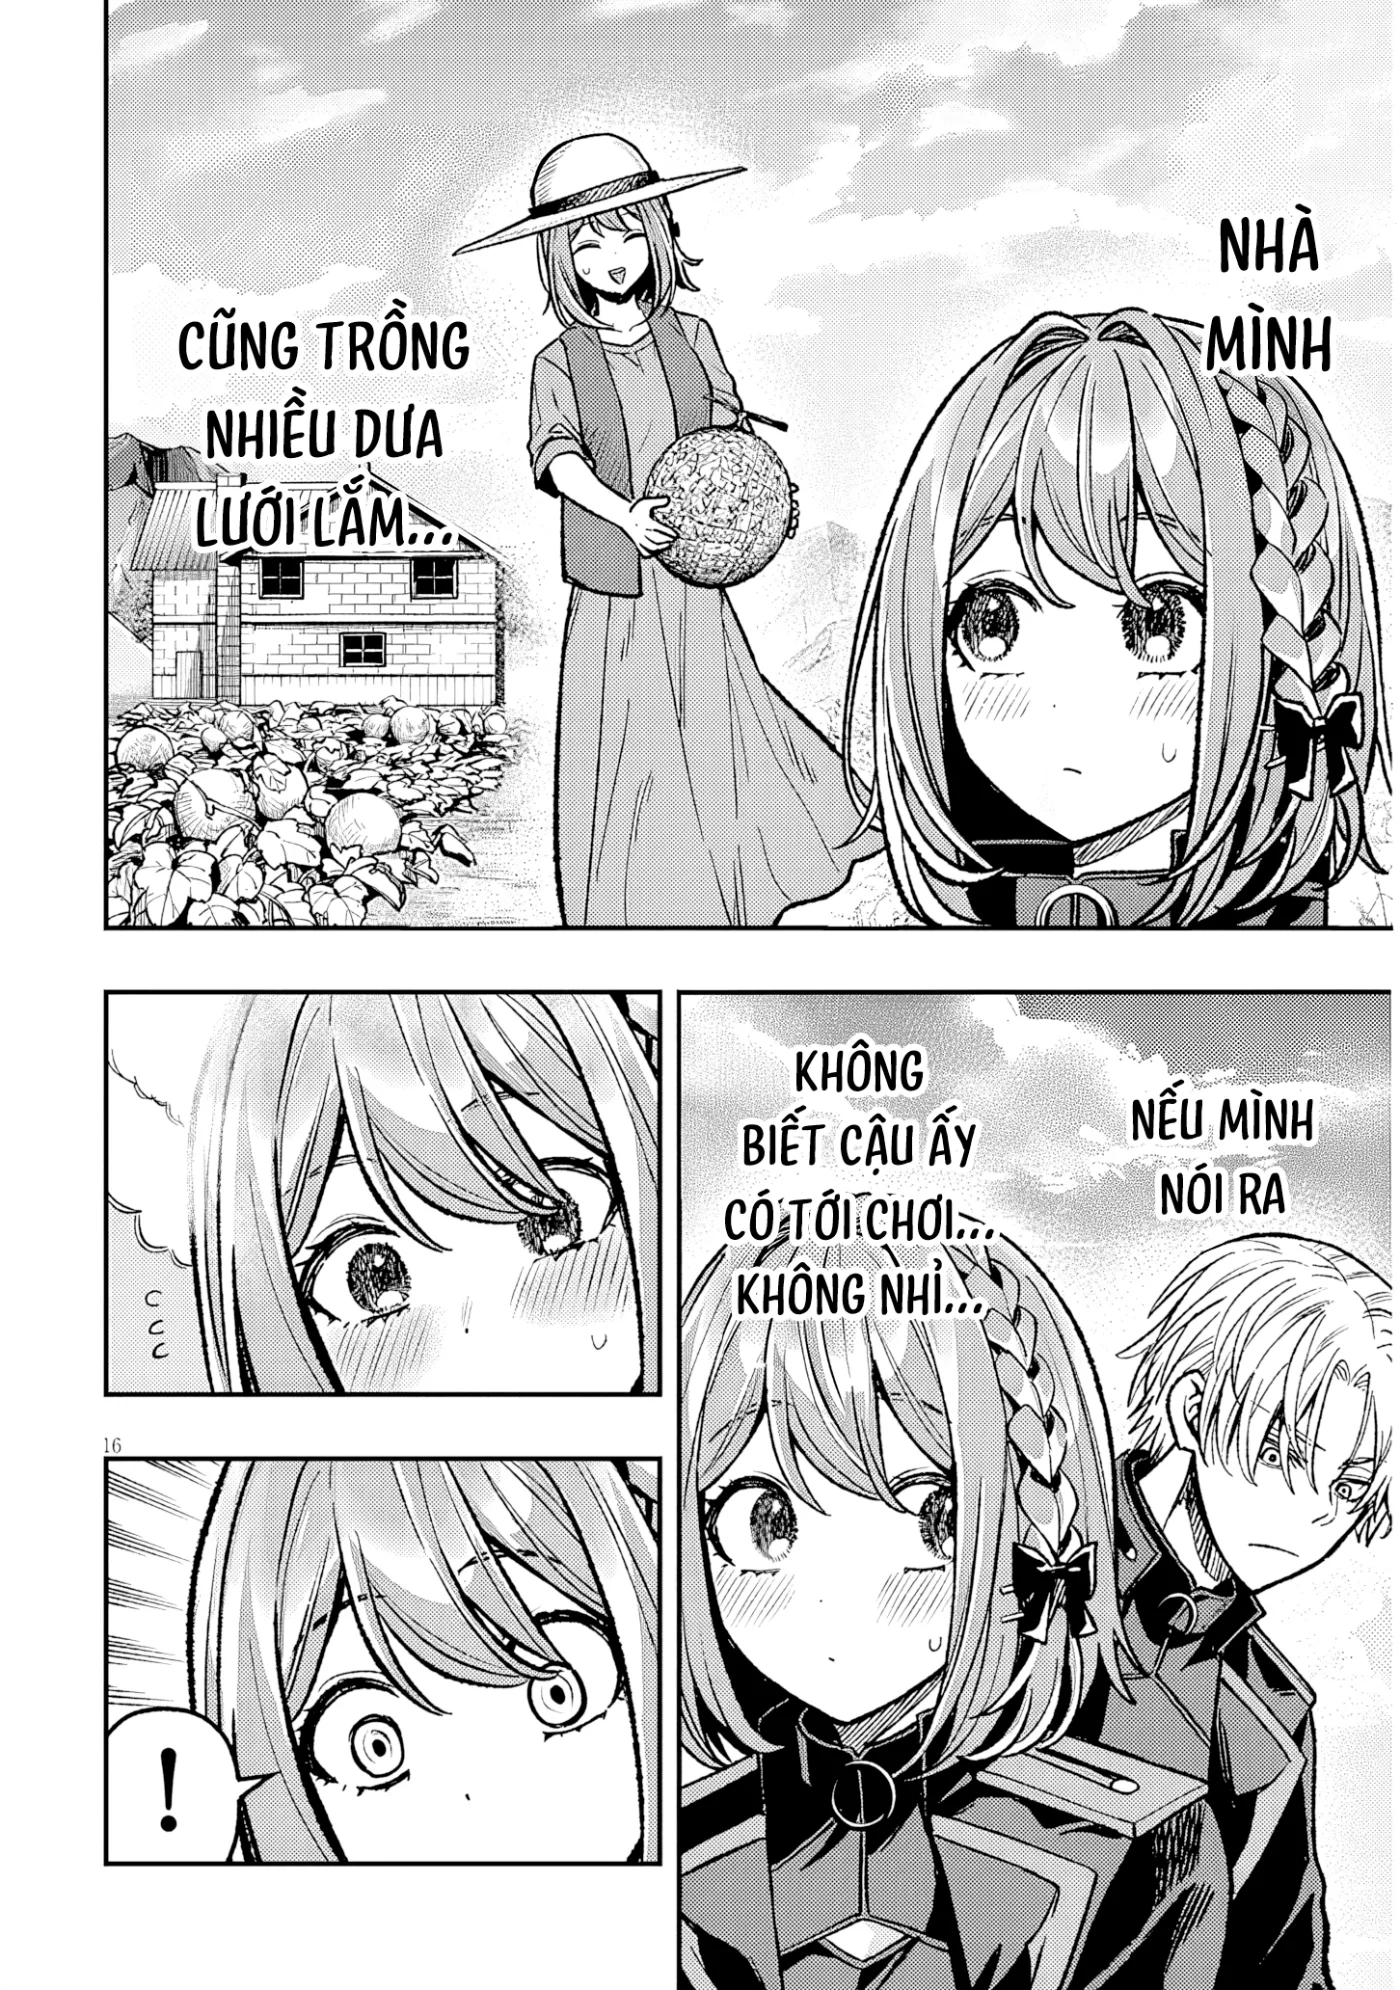 NHÀ
MÌNH
CŨNG TRỒNG
NHIỀU DƯA
LƯỚI LẮM...
NẾU MÌNH
NÓI RA
KHÔNG
BIẾT CẬU ẤY
CÓ TỚI CHƠI...
KHÔNG NHỈ...
16
!